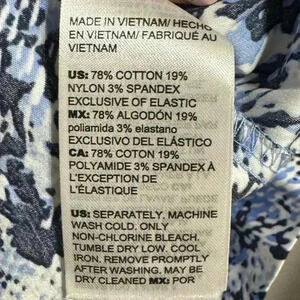 MADE IN VIETNAM/ HECHO
EN VIETNAM/ FABRIQUÉ AU
VIETNAM
US: 78% COTTON 19%
NYLON 3% SPANDEX
EXCLUSIVE OF ELASTIC
MX: 78% ALGODÓN 19%
poliamida 3% elastano
EXCLUSIVO DEL ELÁSTICO
CA: 78% COTON 19%
POLYAMIDE 3% SPANDEX À
L'EXCEPTION DE
L'ÉLASTIQUE
US: SEPARATELY, MACHINE
WASH COLD. ONLY
NON-CHLORINE BLEACH,
TUMBLE DRY LOW. COOL
IRON. REMOVE PROMPTLY
AFTER WASHING. MAY BE
DRY CLEANED MX: POR